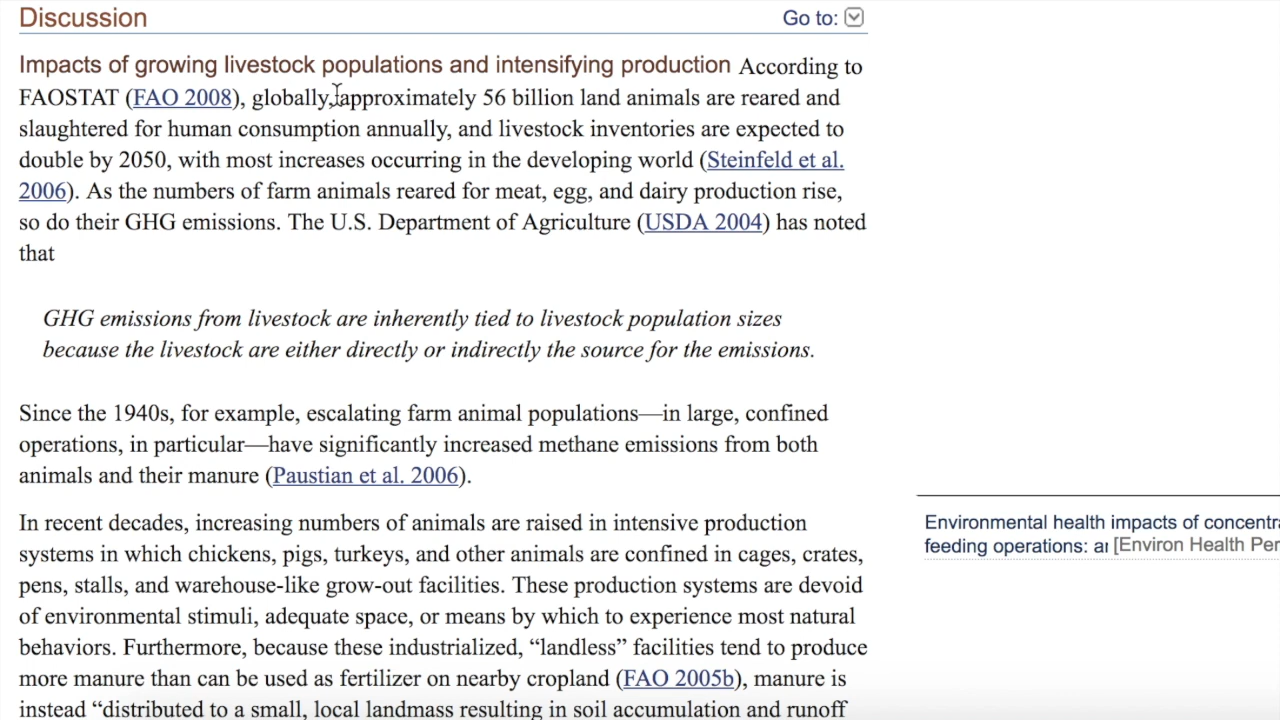 Discussion
Go to:
Impacts of growing livestock populations and intensifying production According to
FAOSTAT (FAO 2008), globally, approximately 56 billion land animals are reared and
slaughtered for human consumption annually, and livestock inventories are expected to
double by 2050, with most increases occurring in the developing world (Steinfeld et al.
2006). As the numbers of farm animals reared for meat, egg, and dairy production rise,
so do their GHG emissions. The U.S. Department of Agriculture (USDA 2004) has noted
that
GHG emissions from livestock are inherently tied to livestock population sizes
because the livestock are either directly or indirectly the source for the emissions.
Since the 1940s, for example, escalating farm animal populations—in large, confined
operations, in particular—have significantly increased methane emissions from both
animals and their manure (Paustian et al. 2006).
In recent decades, increasing numbers of animals are raised in intensive production
systems in which chickens, pigs, turkeys, and other animals are confined in cages, crates,
pens, stalls, and warehouse-like grow-out facilities. These production systems are devoid
of environmental stimuli, adequate space, or means by which to experience most natural
behaviors. Furthermore, because these industrialized, “landless” facilities tend to produce
more manure than can be used as fertilizer on nearby cropland (FAO 2005b), manure is
instead “distributed to a small, local landmass resulting in soil accumulation and runoff
Environmental health impacts of concentra
feeding operations: ar [Environ Health Per